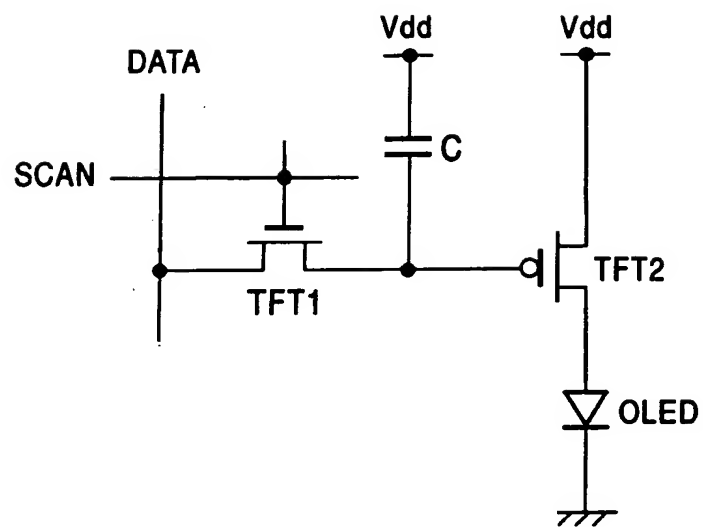 Vdd Vdd
DATA
C
SCAN
TFT1
TFT2
OLED